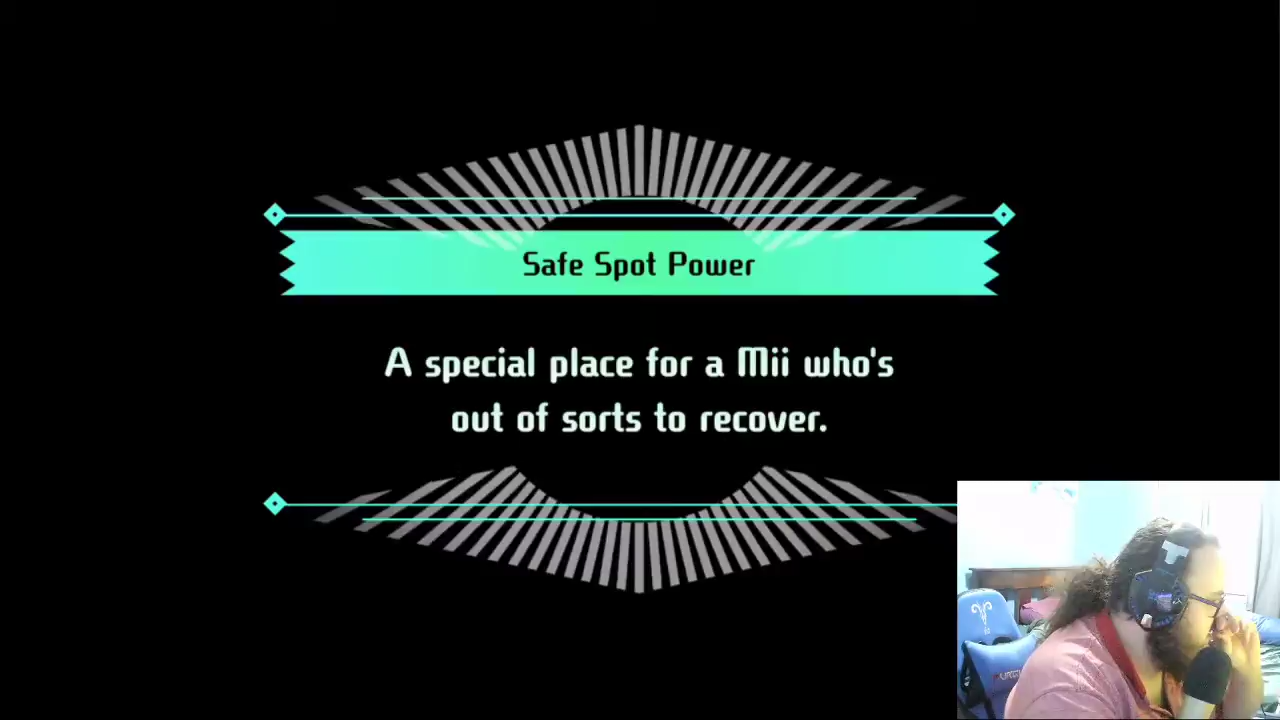 Safe Spot Power
A special place for a Mii who's
out of sorts to recover.